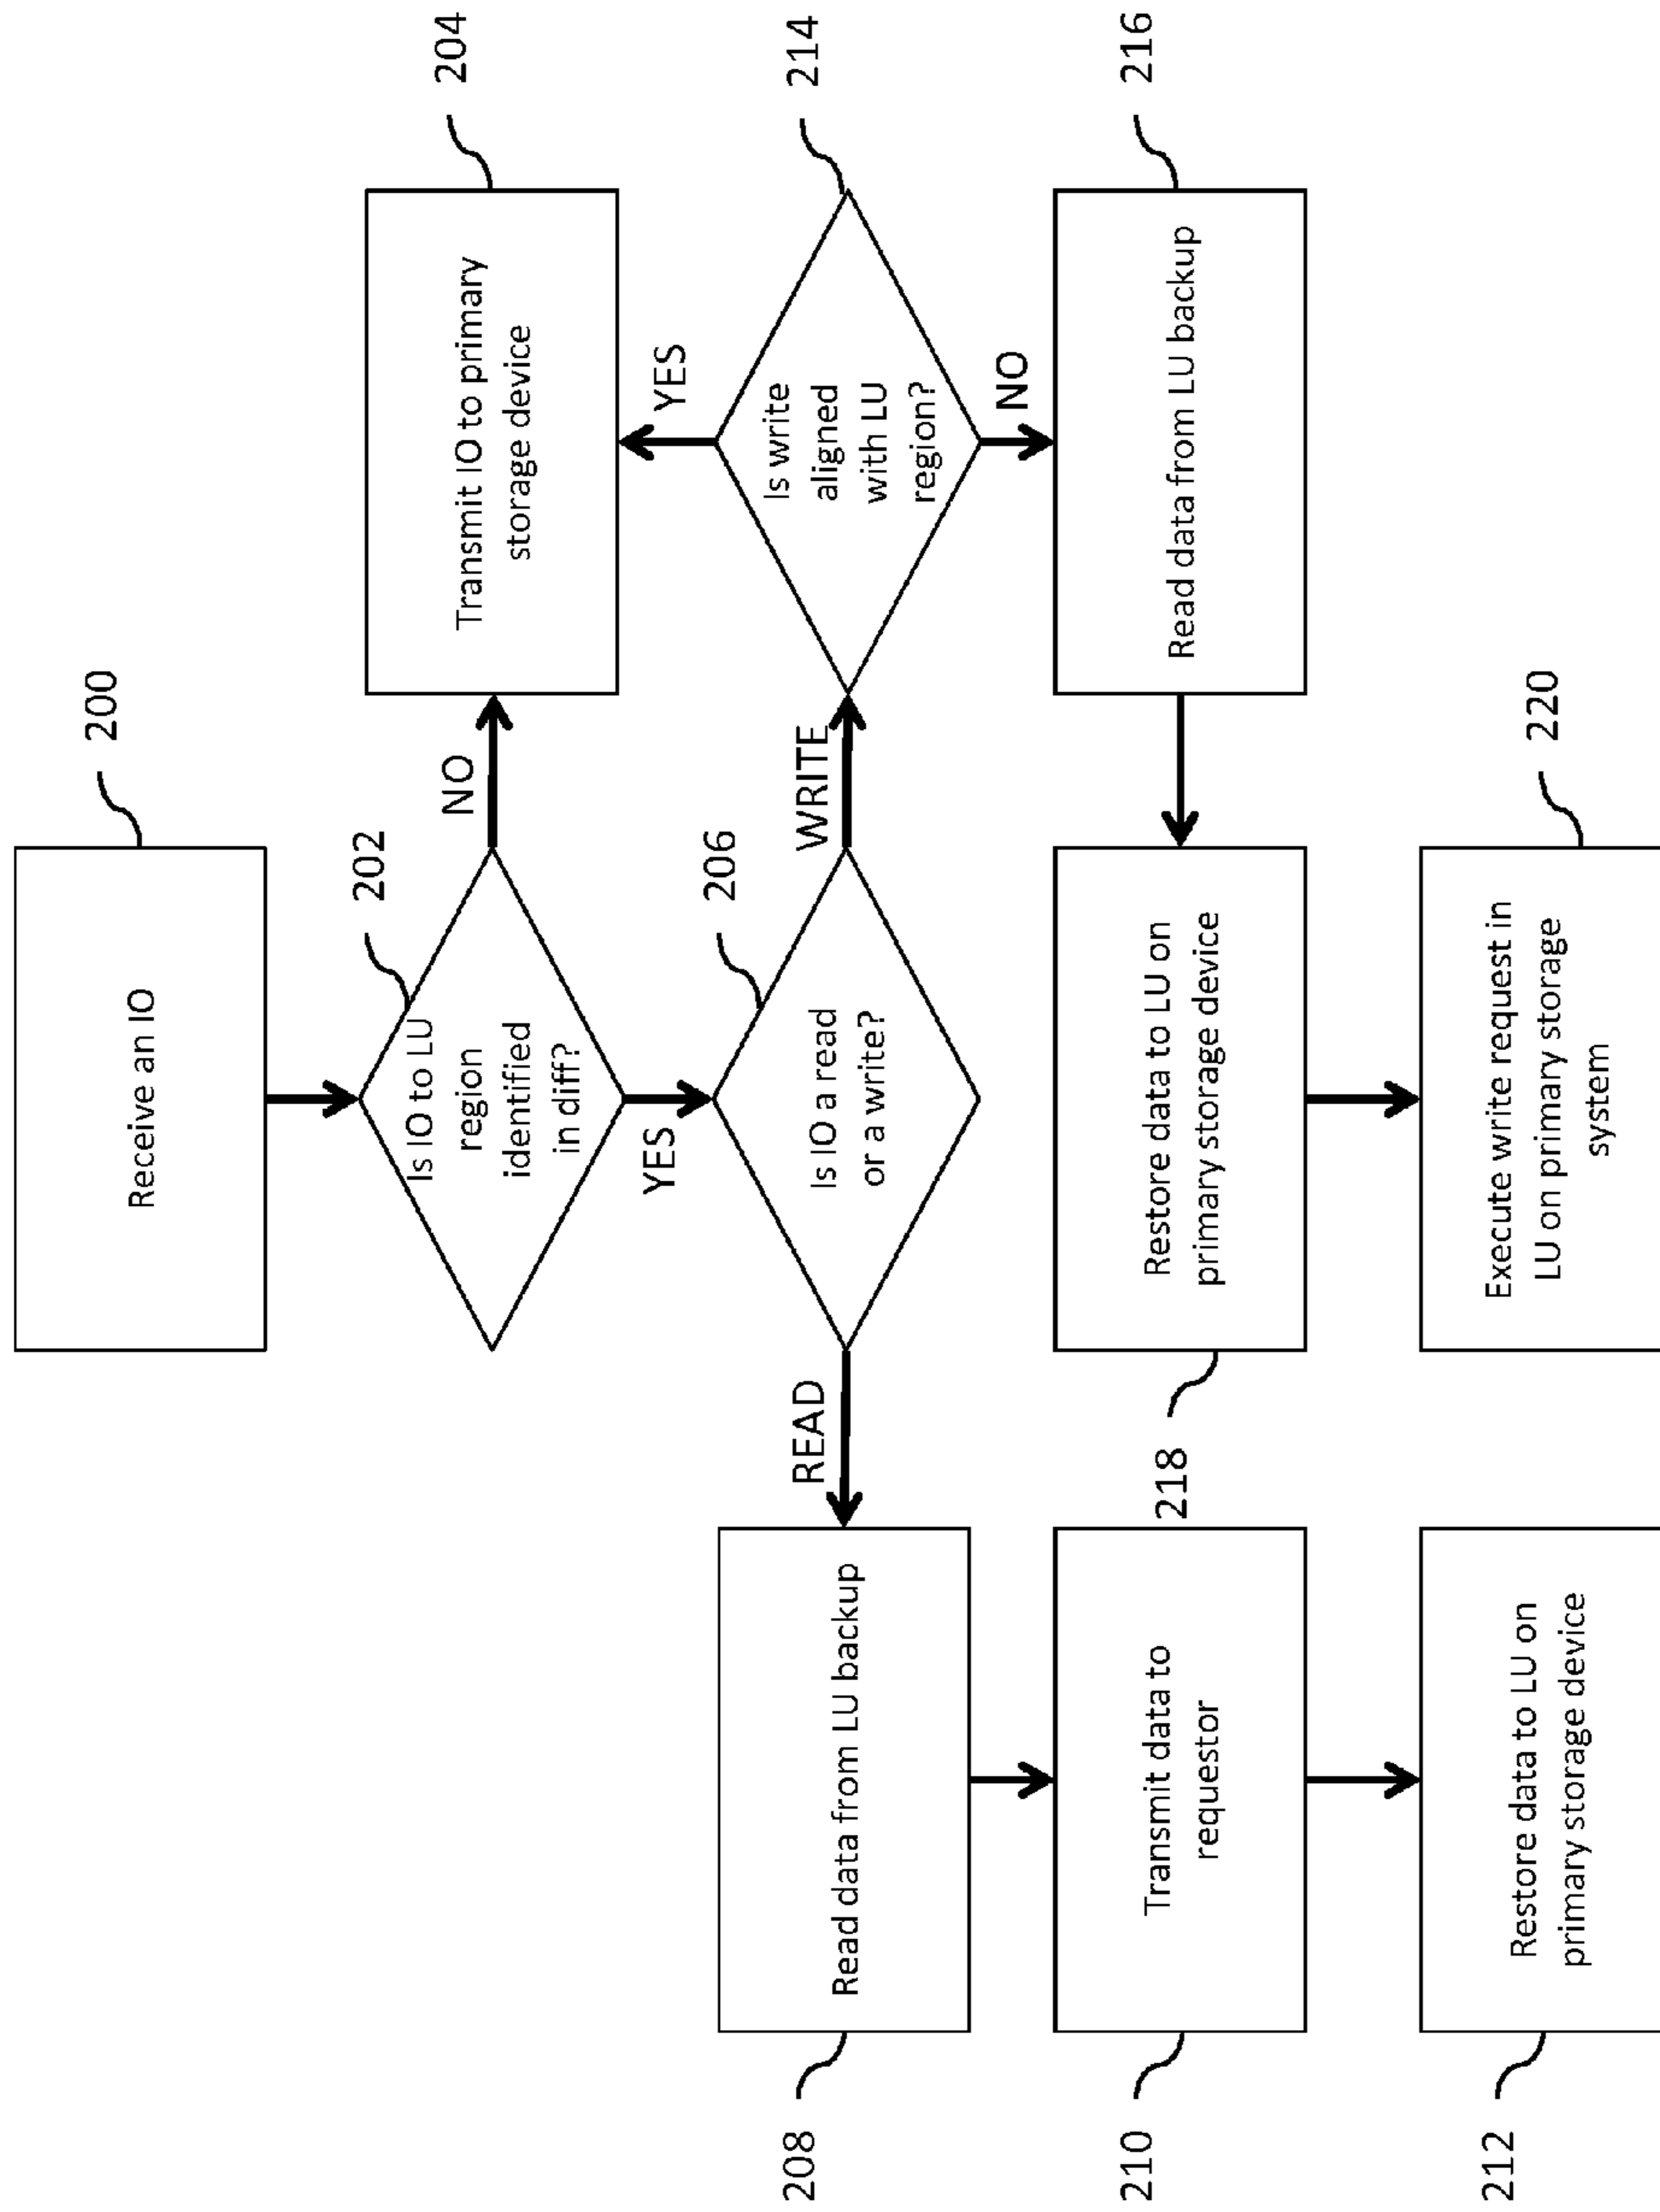 200
Receive an IO
202
Is IO to LU
region
identified
in diff?
NO
204
Transmit IO to primary
storage device
YES
206
Is IO a read
or a write?
READ
WRITE
YES
214
Is write
aligned
with LU
region?
NO
208
Read data from LU backup
210
Transmit data to
requestor
212
Restore data to LU on
primary storage device
216
Read data from LU backup
218
Restore data to LU on
primary storage device
220
Execute write request in
LU on primary storage
system